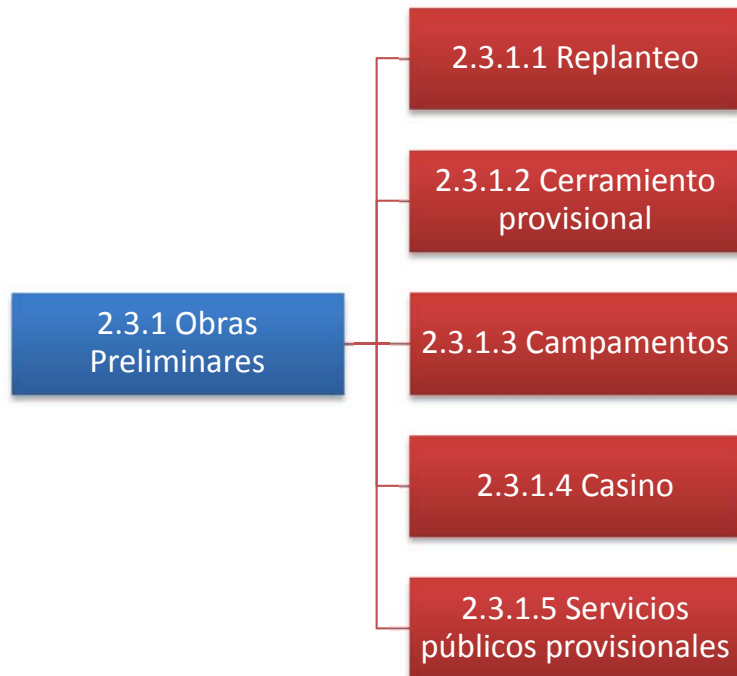 2.3.1 Obras
Preliminares
2.3.1.1 Replanteo
2.3.1.2 Cerramiento
provisional
2.3.1.3 Campamentos
2.3.1.4 Casino
2.3.1.5 Servicios
públicos provisionales